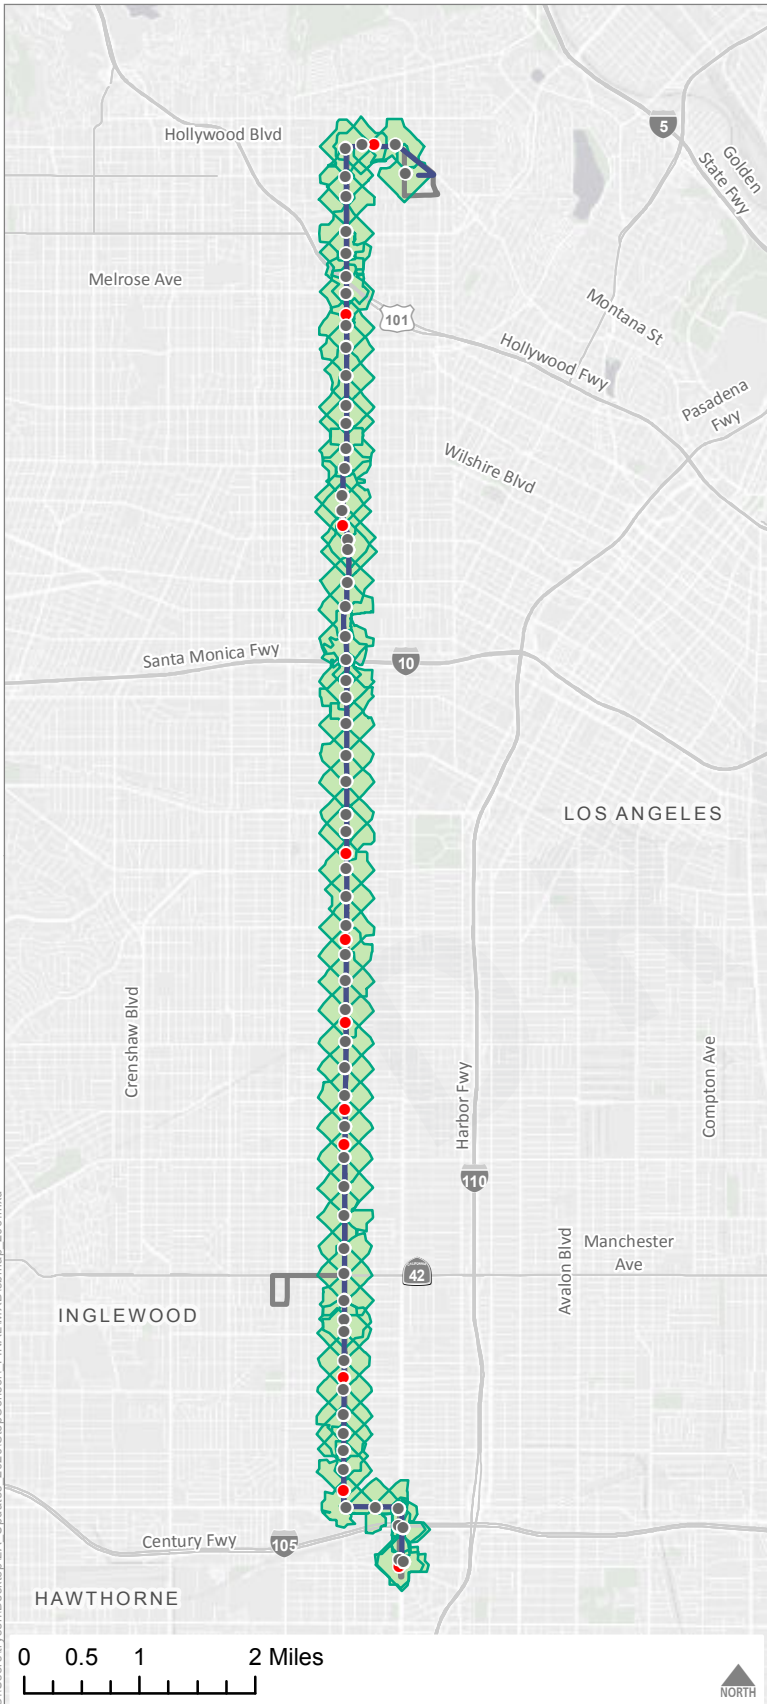 Hollywood Blvd
5
Golden
State Fwy
Melrose Ave
Montana St
101
Hollywood Fwy
Pasadena
Fwy
Wilshire Blvd
Santa Monica Fwy
10
LOS ANGELES
Crenshaw Blvd
Harbor Fwy
Compton Ave
110
Avalon Blvd
Manchester
Ave
42
INGLEWOOD
Century Fwy
105
HAWTHORNE
0 0.5 1 2 Miles
NORTH